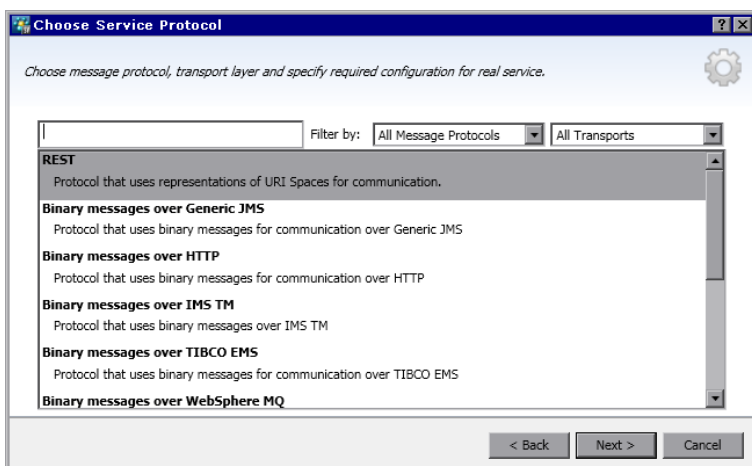 Choose Service Protocol
Choose message protocol, transport layer and specify required configuration for real service.
Filter by: All Message Protocols All Transports
REST
Protocol that uses representations of URI Spaces for communication.
Binary messages over Generic JMS
Protocol that uses binary messages for communication over Generic JMS
Binary messages over HTTP
Protocol that uses binary messages for communication over HTTP
Binary messages over IMS TM
Protocol that uses binary messages over IMS TM
Binary messages over TIBCO EMS
Protocol that uses binary messages for communication over TIBCO EMS
Binary messages over WebSphere MQ
< Back Next > Cancel